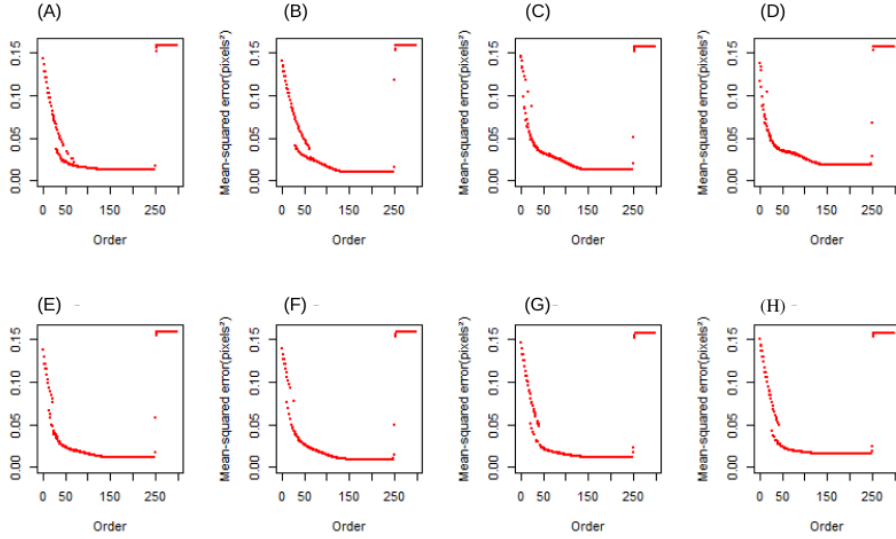 (A) (B) (C) (D)
Mean-squared error(pixels²) Mean-squared error(pixels²) Mean-squared error(pixels²)
0.15 0.15 0.15 0.15
0.10 0.10 0.10 0.10
0.05 0.05 0.05 0.05
0.00 0.00 0.00 0.00
0 50 150 250 0 50 150 250 0 50 150 250 0 50 150 250
Order Order Order Order
(E) – (F) – (G) – (H) –
Mean-squared error(pixels²) Mean-squared error(pixels²) Mean-squared error(pixels²)
0.15 0.15 0.15 0.15
0.10 0.10 0.10 0.10
0.05 0.05 0.05 0.05
0.00 0.00 0.00 0.00
0 50 150 250 0 50 150 250 0 50 150 250 0 50 150 250
Order Order Order Order